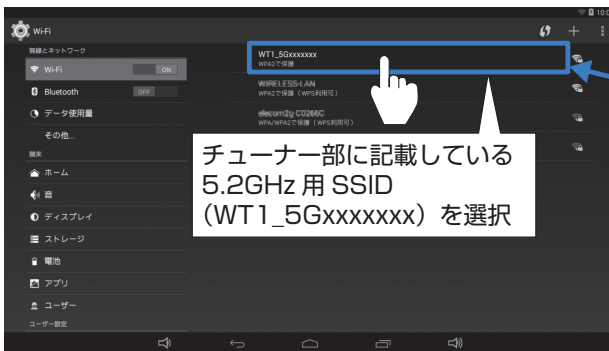 10:0
Wi-Fi
無線とネットワーク
Wi-Fi ON
Bluetooth OFF
データ使用量
その他...
端末
ホーム
音
ディスプレイ
ストレージ
電池
アプリ
ユーザー
ユーザー設定
WT1_5Gxxxxxxx
WPA2で保護
WIRELESS-LAN
WPA2で保護（WPS利用可）
elecom2g-C0266C
WPA/WPA2で保護（WPS利用可）
チューナー部に記載している
5.2GHz 用 SSID
（WT1_5Gxxxxxxx）を選択